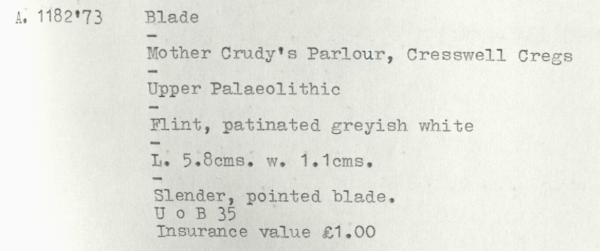 A. 1182'73 Blade
Mother Crudy's Parlour, Cresswell Cregs
Upper Palaeolithic
Flint, patinated greyish white
L. 5.8cms. w. 1.1cms.
Slender, pointed blade.
U o B 35
Insurance value £1.00